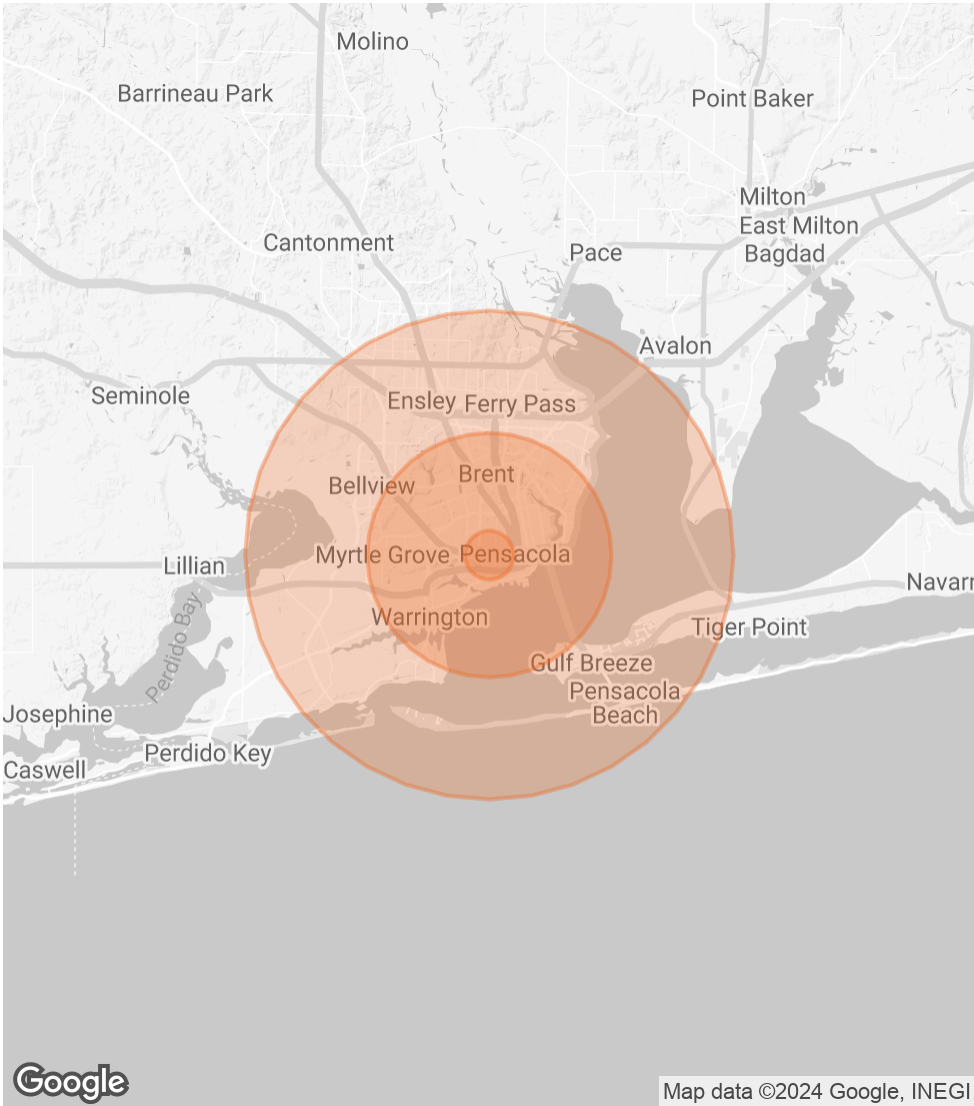 Molino
Barrineau Park
Point Baker
Milton
East Milton
Cantonment
Pace
Bagdad
Avalon
Seminole
Ensley
Ferry Pass
Brent
Bellview
Myrtle Grove
Pensacola
Lillian
Navarr
Perdido Bay
Warrington
Tiger Point
Gulf Breeze
Pensacola
Beach
Josephine
Perdido Key
Caswell
Google
Map data ©2024 Google, INEGI